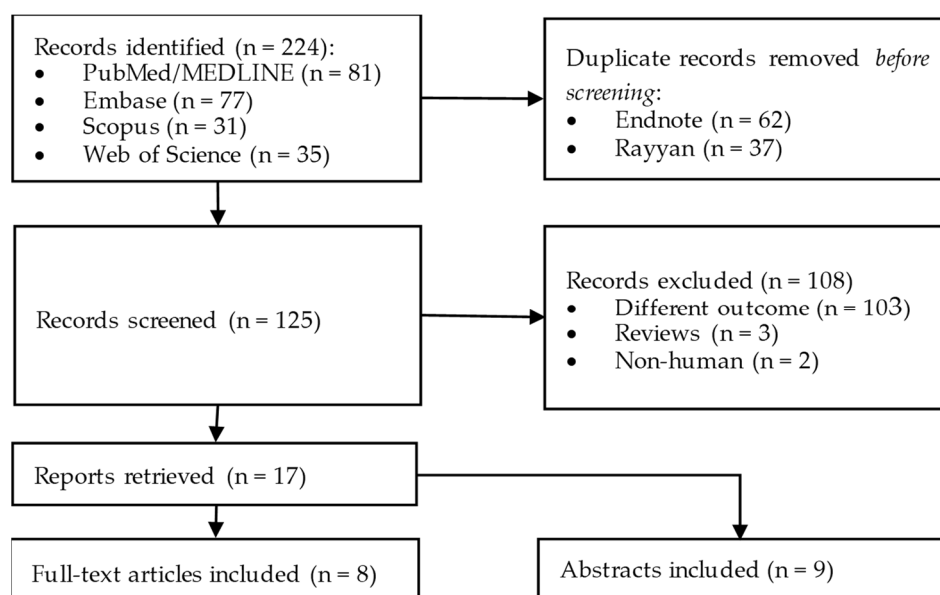 Records identified (n = 224):
• PubMed/MEDLINE (n = 81)
• Embase (n = 77)
• Scopus (n = 31)
• Web of Science (n = 35)
Duplicate records removed before
screening:
• Endnote (n = 62)
• Rayyan (n = 37)
Records screened (n = 125)
Records excluded (n = 108)
• Different outcome (n = 103)
• Reviews (n = 3)
• Non-human (n = 2)
Reports retrieved (n = 17)
Full-text articles included (n = 8)
Abstracts included (n = 9)